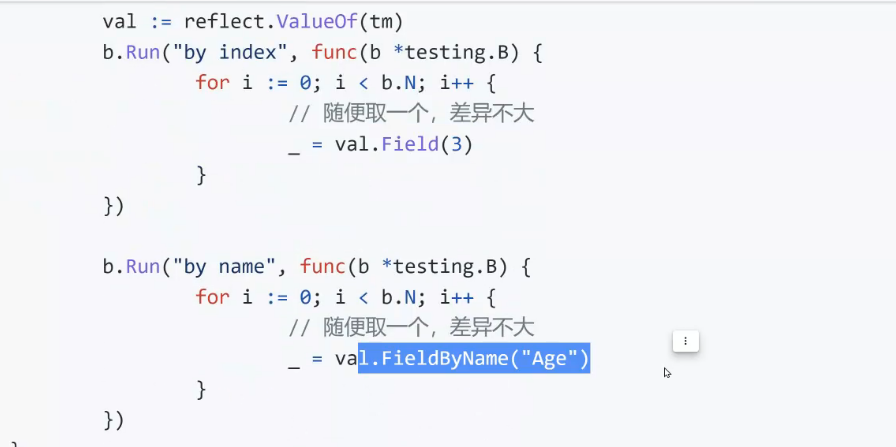 val := reflect.ValueOf(tm)
b.Run("by index", func(b *testing.B) {
for i := 0; i < b.N; i++ {
// 随便取一个，差异不大
_ = val.Field(3)
}
})
b.Run("by name", func(b *testing.B) {
for i := 0; i < b.N; i++ {
// 随便取一个，差异不大
_ = val.FieldByName("Age")
}
})